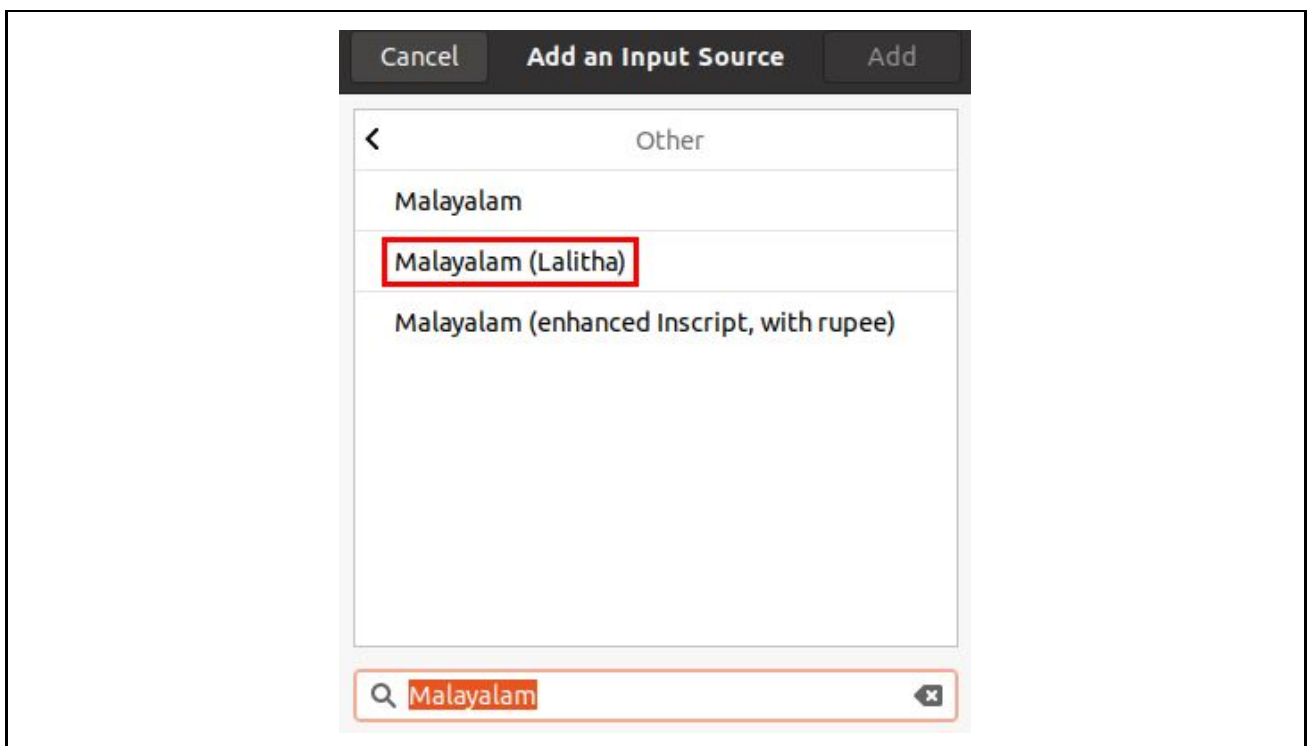 Cancel Add an Input Source Add
Other
Malayalam
Malayalam (Lalitha)
Malayalam (enhanced Inscript, with rupee)
Malayalam